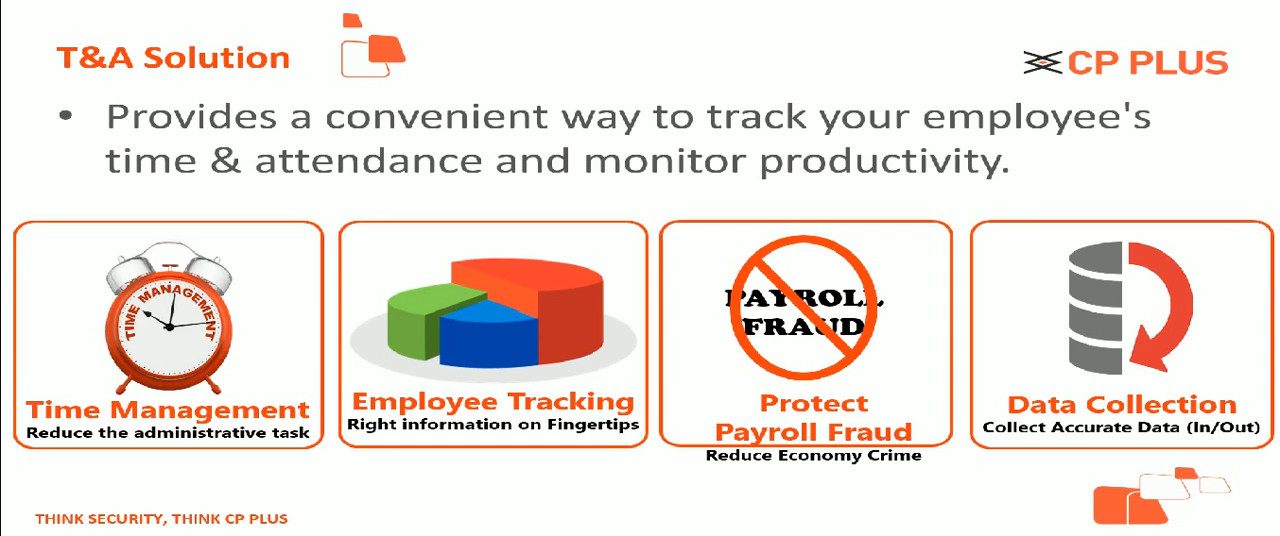 T&A Solution
CP PLUS
• Provides a convenient way to track your employee's
time & attendance and monitor productivity.
TIME MANAGEMENT
Time Management
Reduce the administrative task
Employee Tracking
Right information on Fingertips
PAYROLL
FRAUD
Protect
Payroll Fraud
Reduce Economy Crime
Data Collection
Collect Accurate Data (In/Out)
THINK SECURITY, THINK CP PLUS